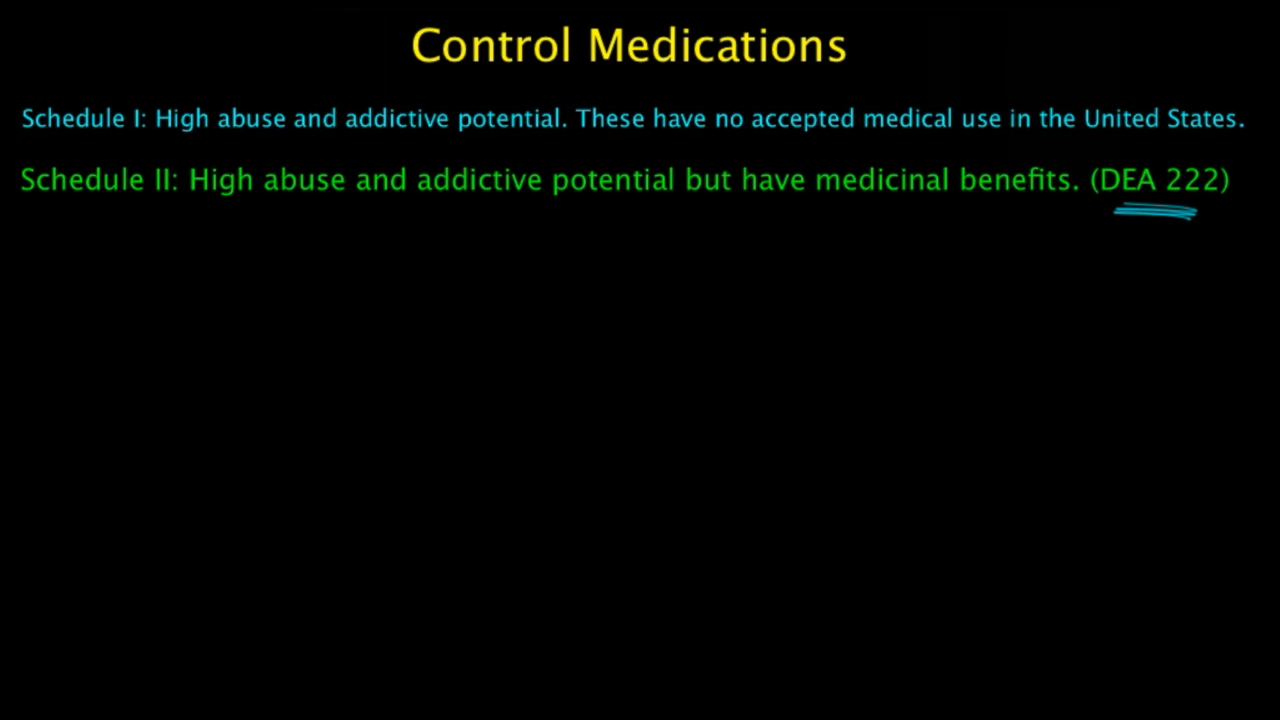 Control Medications
Schedule I: High abuse and addictive potential. These have no accepted medical use in the United States.
Schedule II: High abuse and addictive potential but have medicinal benefits. (DEA 222)